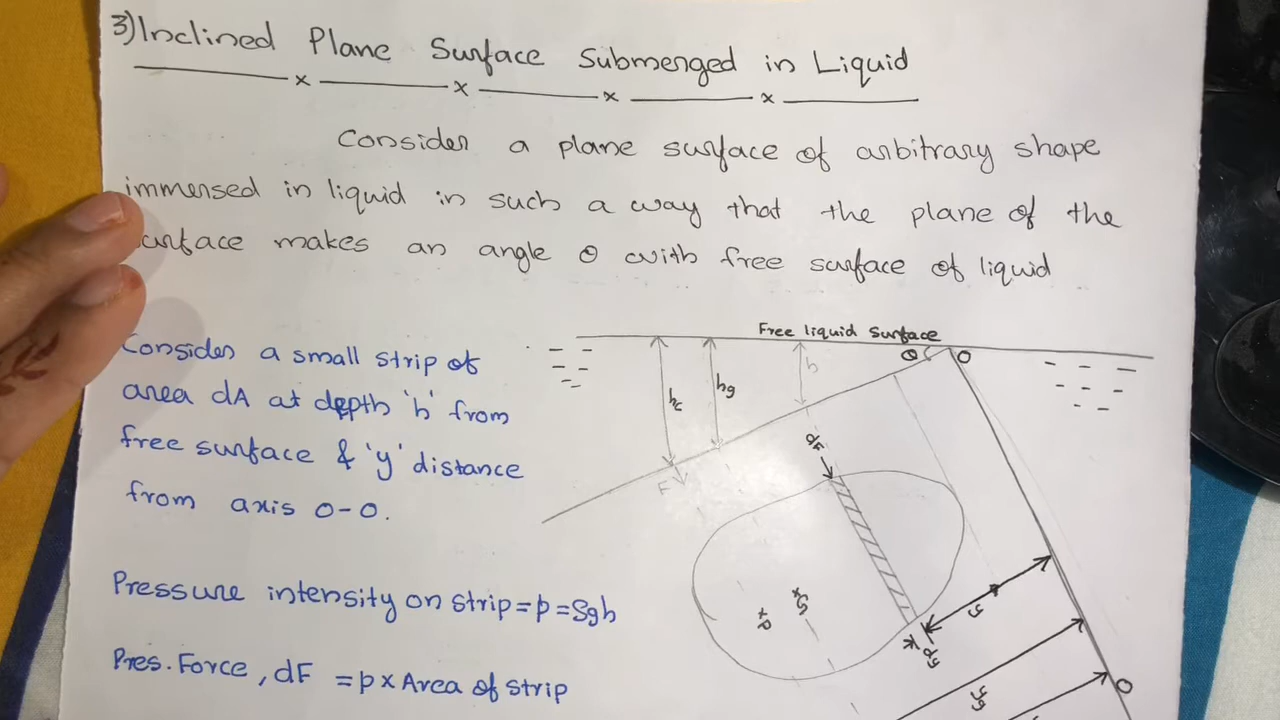 3) Inclined Plane Surface Submerged in Liquid
Consider a plane surface of arbitrary shape
immersed in liquid in such a way that the plane of the
surface makes an angle θ with free surface of liquid
Free liquid surface
θ O
h
hg
hc
Consider a small strip of
area dA at depth 'h' from
free surface & 'y' distance
from axis O-O.
dF
F
G
P
y
yg
O
Pressure intensity on strip = p = ρgh
Pres. Force, dF = p x Area of strip